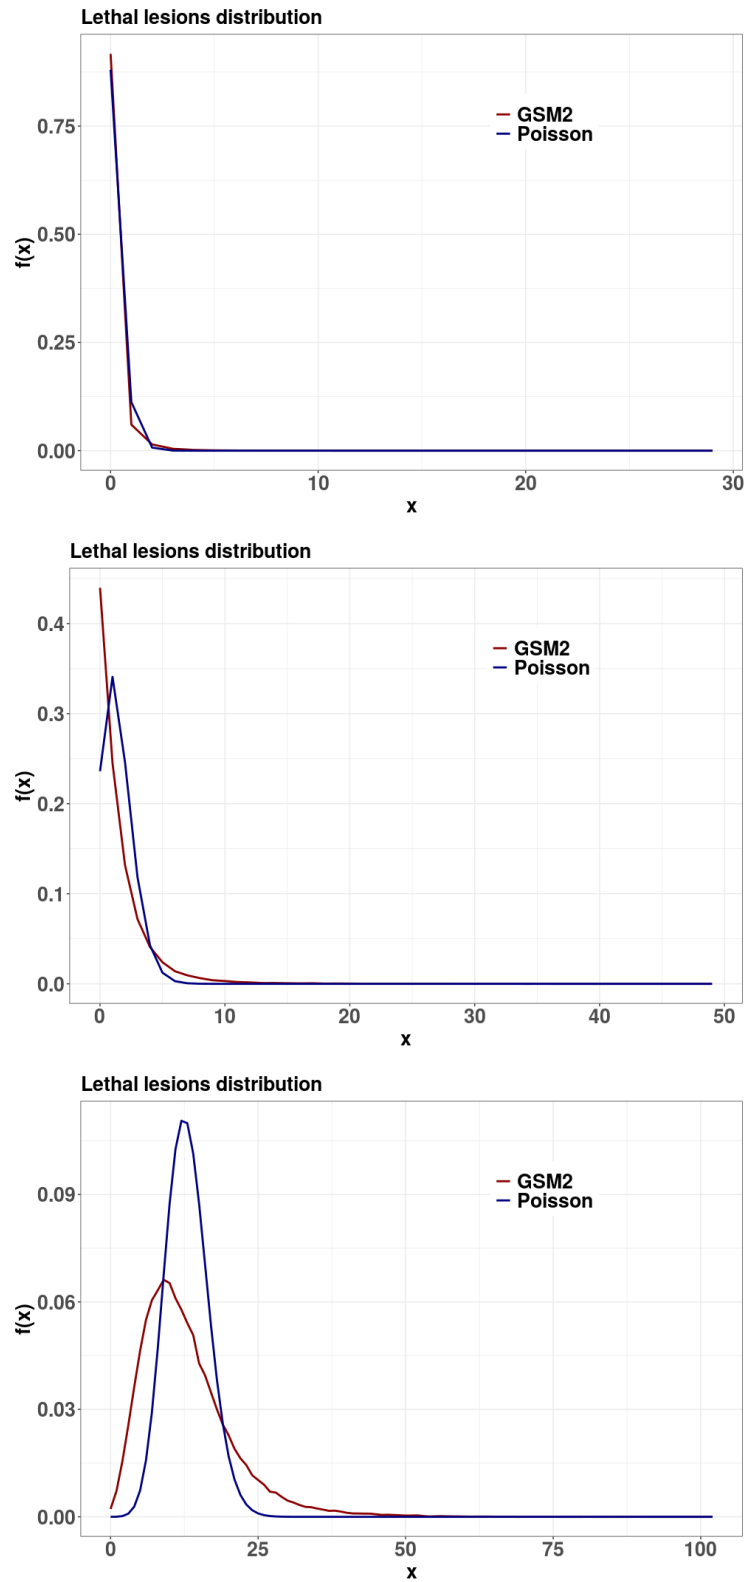 Lethal lesions distribution
GSM2
Poisson
0.75
0.50
0.25
0.00
f(x)
0 10 20 30
x
Lethal lesions distribution
GSM2
Poisson
0.4
0.3
0.2
0.1
0.0
f(x)
0 10 20 30 40 50
x
Lethal lesions distribution
GSM2
Poisson
0.09
0.06
0.03
0.00
f(x)
0 25 50 75 100
x